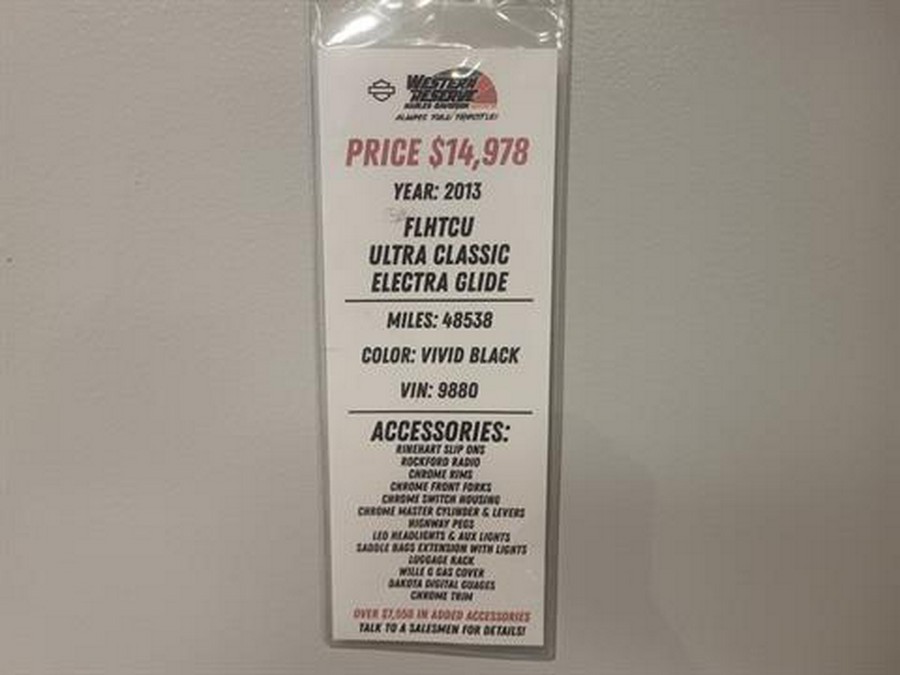 WESTERN
RESERVE
HARLEY-DAVIDSON
ALWAYS FULL THROTTLE!
PRICE $14,978
YEAR: 2013
FLHTCU
ULTRA CLASSIC
ELECTRA GLIDE
MILES: 48538
COLOR: VIVID BLACK
VIN: 9880
ACCESSORIES:
RINEHART SLIP ONS
ROCKFORD RADIO
CHROME RIMS
CHROME FRONT FORKS
CHROME SWITCH HOUSING
CHROME MASTER CYLINDER & LEVERS
HIGHWAY PEGS
LED HEADLIGHTS & AUX LIGHTS
SADDLE BAGS EXTENSION WITH LIGHTS
LUGGAGE RACK
WILLE G GAS COVER
DAKOTA DIGITAL GUAGES
CHROME TRIM
OVER IN ADDED ACCESSORIES
TALK TO A SALESMEN FOR DETAILS!